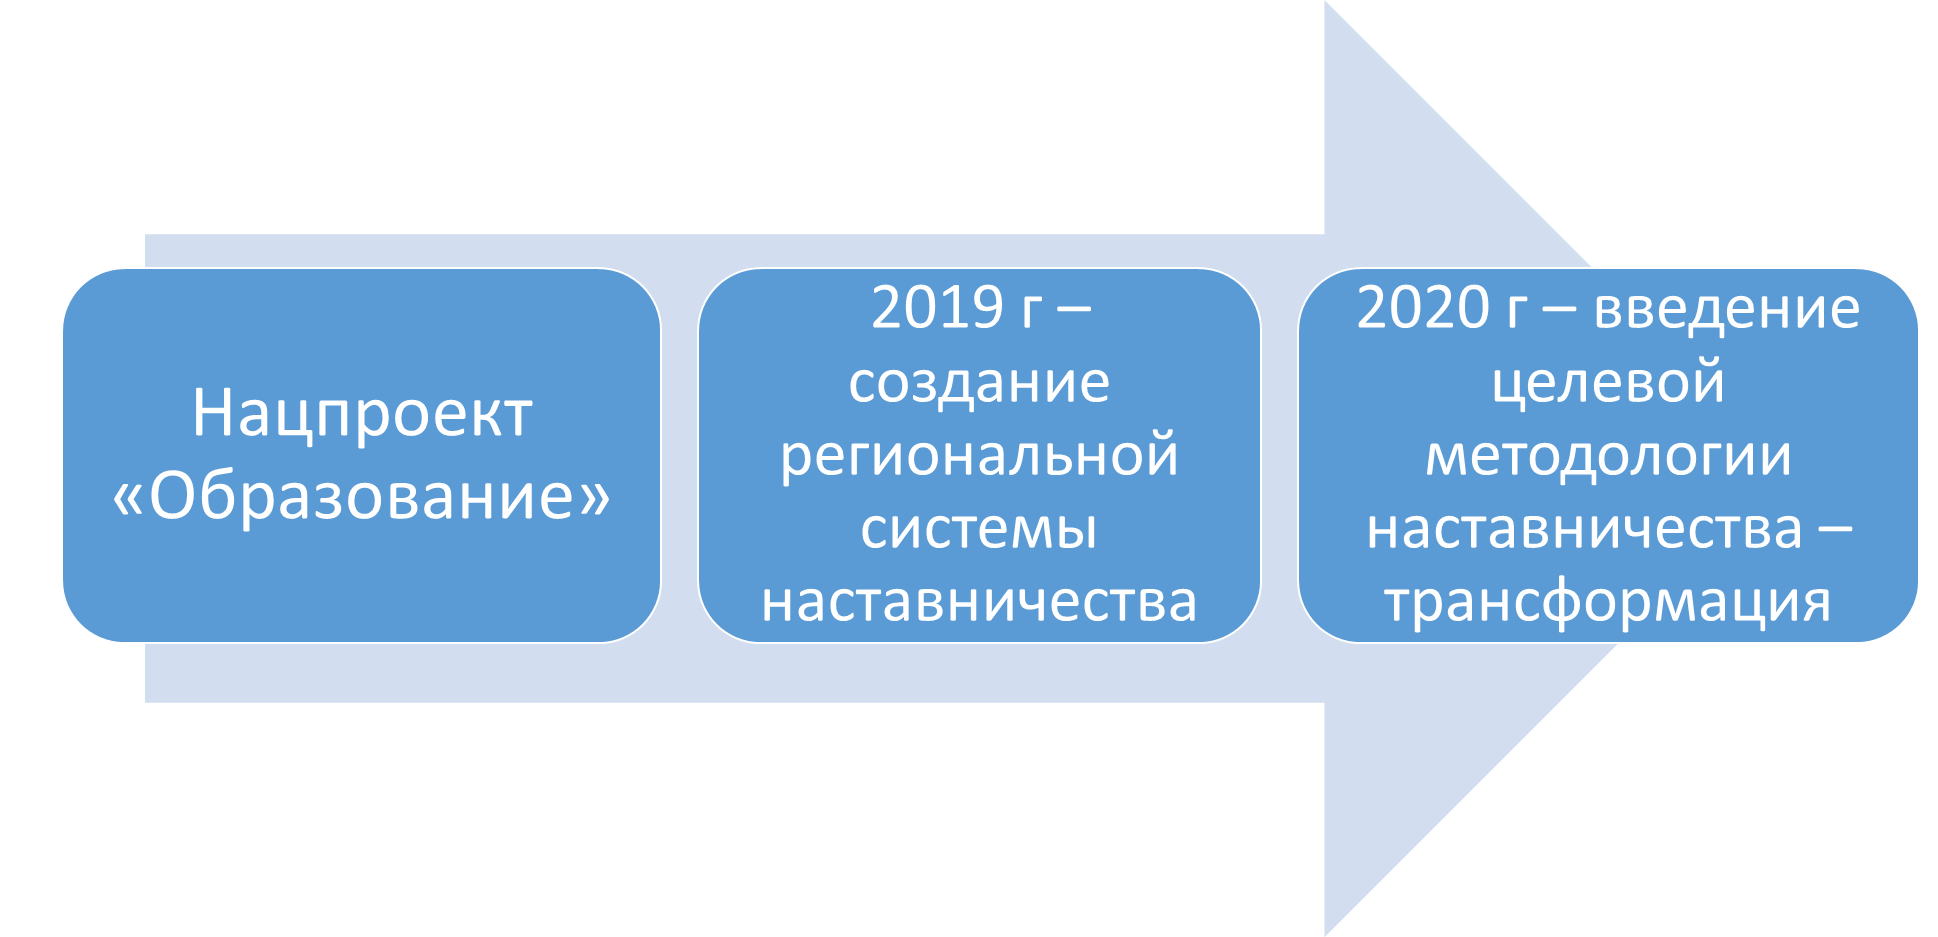 Нацпроект
«Образование»
2019 г –
создание
региональной
системы
наставничества
2020 г – введение
целевой
методологии
наставничества –
трансформация